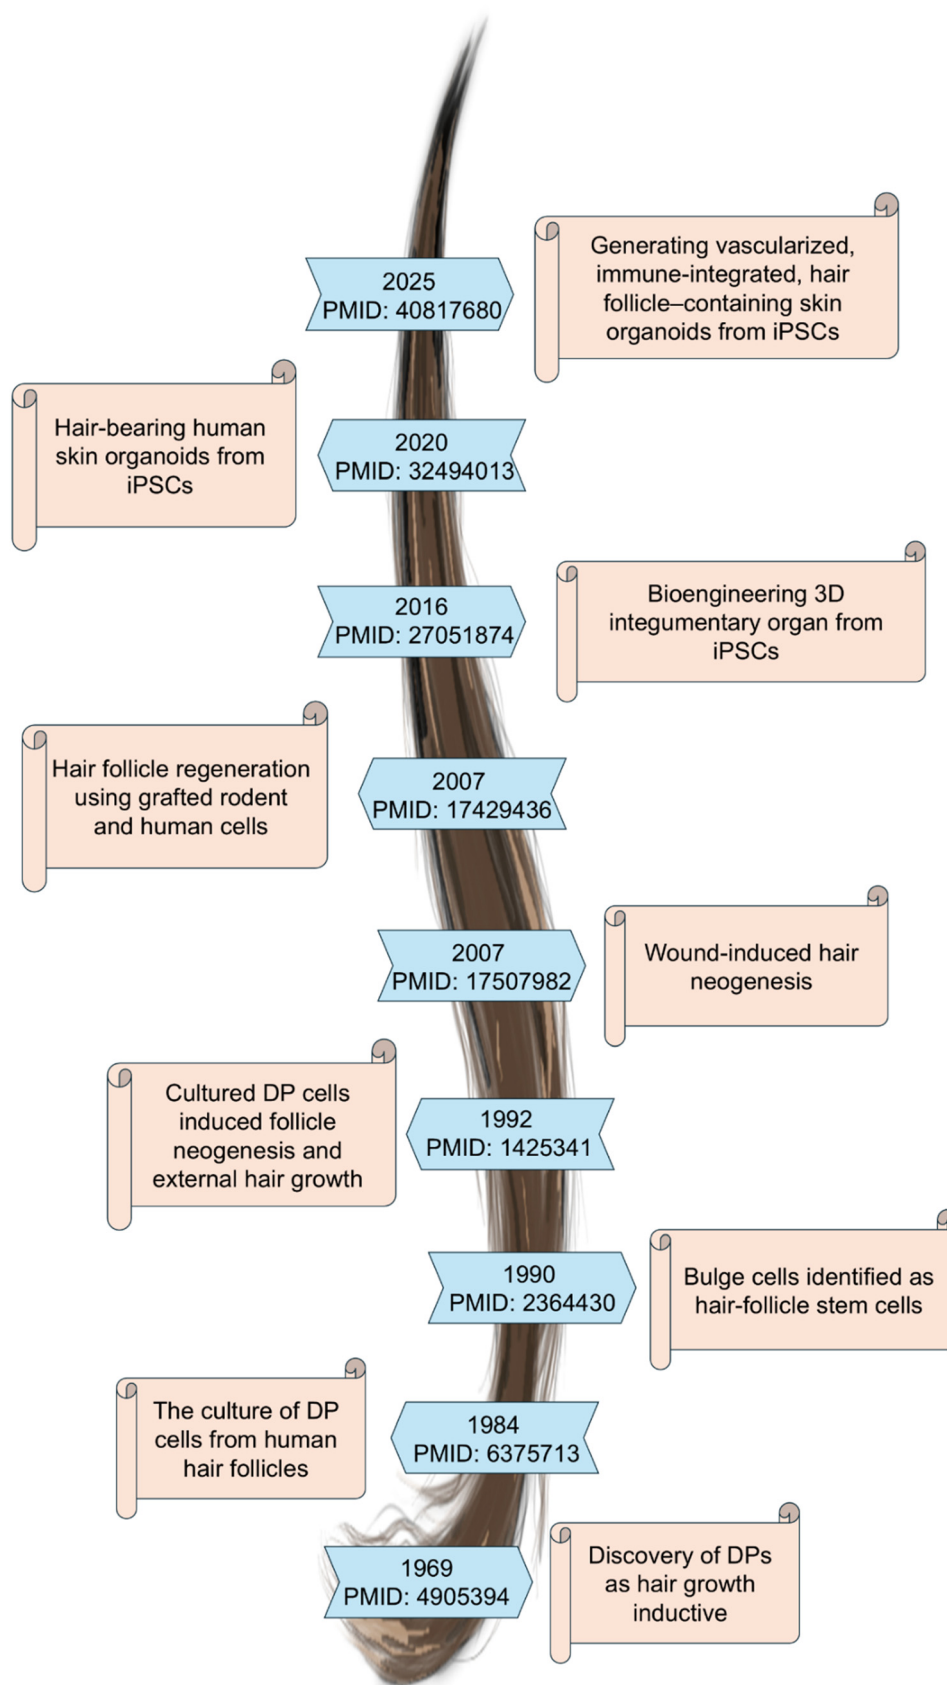 2025
PMID: 40817680
Generating vascularized,
immune-integrated, hair
follicle–containing skin
organoids from iPSCs
Hair-bearing human
skin organoids from
iPSCs
2020
PMID: 32494013
2016
PMID: 27051874
Bioengineering 3D
integumentary organ from
iPSCs
Hair follicle regeneration
using grafted rodent
and human cells
2007
PMID: 17429436
2007
PMID: 17507982
Wound-induced hair
neogenesis
Cultured DP cells
induced follicle
neogenesis and
external hair growth
1992
PMID: 1425341
1990
PMID: 2364430
Bulge cells identified as
hair-follicle stem cells
The culture of DP
cells from human
hair follicles
1984
PMID: 6375713
1969
PMID: 4905394
Discovery of DPs
as hair growth
inductive